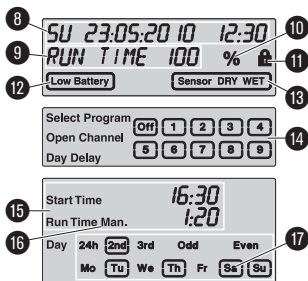 8 SU 23:05:20 10 12:30 10
9 RUN TIME 100 % 11
12 Low Battery Sensor DRY WET 13
Select Program Off 1 2 3 4
Open Channel 14
Day Delay 5 6 7 8 9
15 Start Time 16:30
16 Run Time Man. 1:20
Day 24h 2nd 3rd Odd Even 17
Mo Tu We Th Fr Sa Su